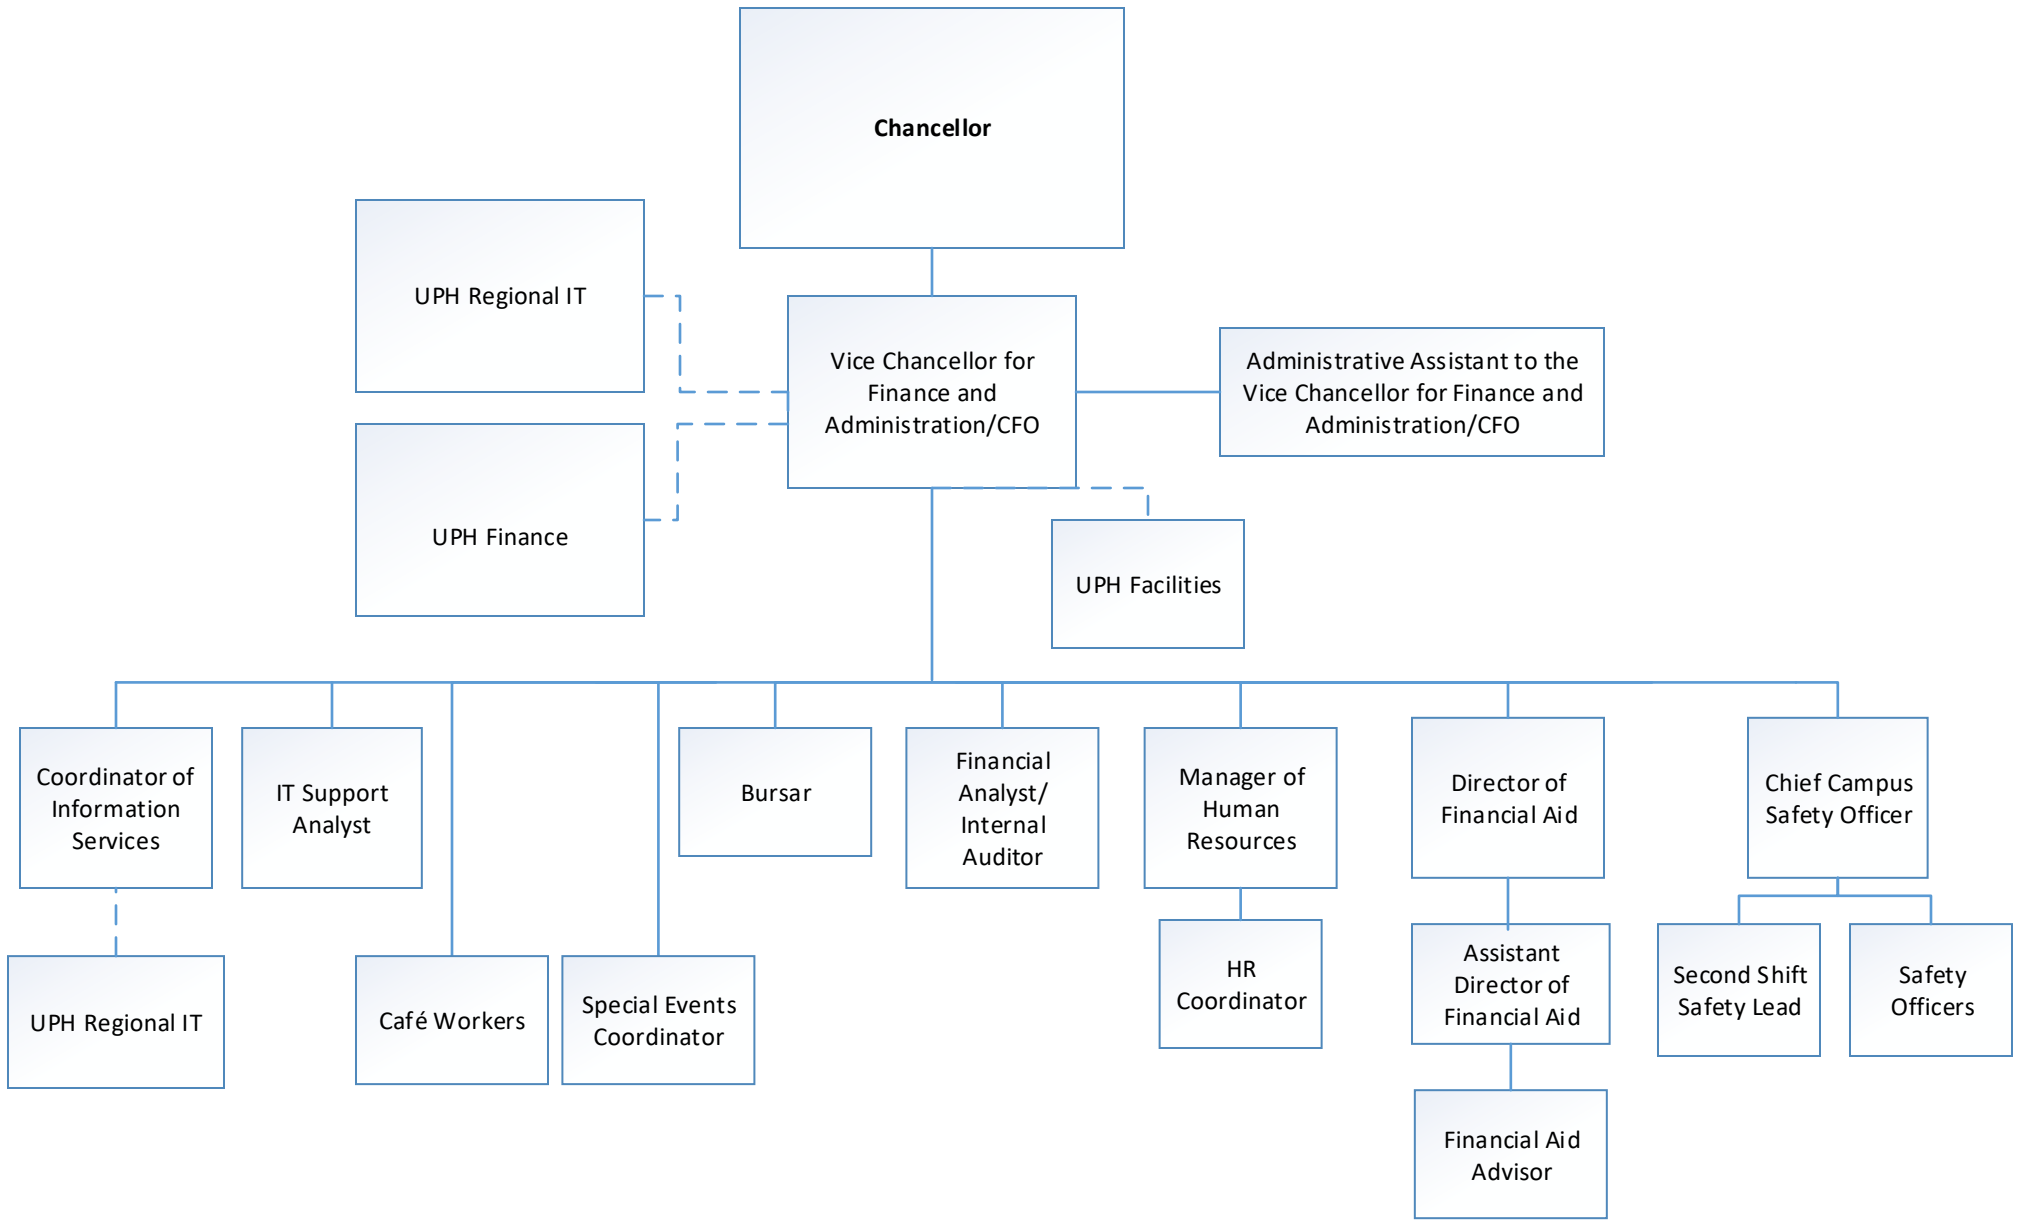 Chancellor
UPH Regional IT
Vice Chancellor for
Finance and
Administration/CFO
Administrative Assistant to the
Vice Chancellor for Finance and
Administration/CFO
UPH Finance
UPH Facilities
Coordinator of
Information
Services
IT Support
Analyst
Bursar
Financial
Analyst/
Internal
Auditor
Manager of
Human
Resources
Director of
Financial Aid
Chief Campus
Safety Officer
UPH Regional IT
Café Workers
Special Events
Coordinator
HR
Coordinator
Assistant
Director of
Financial Aid
Second Shift
Safety Lead
Safety
Officers
Financial Aid
Advisor